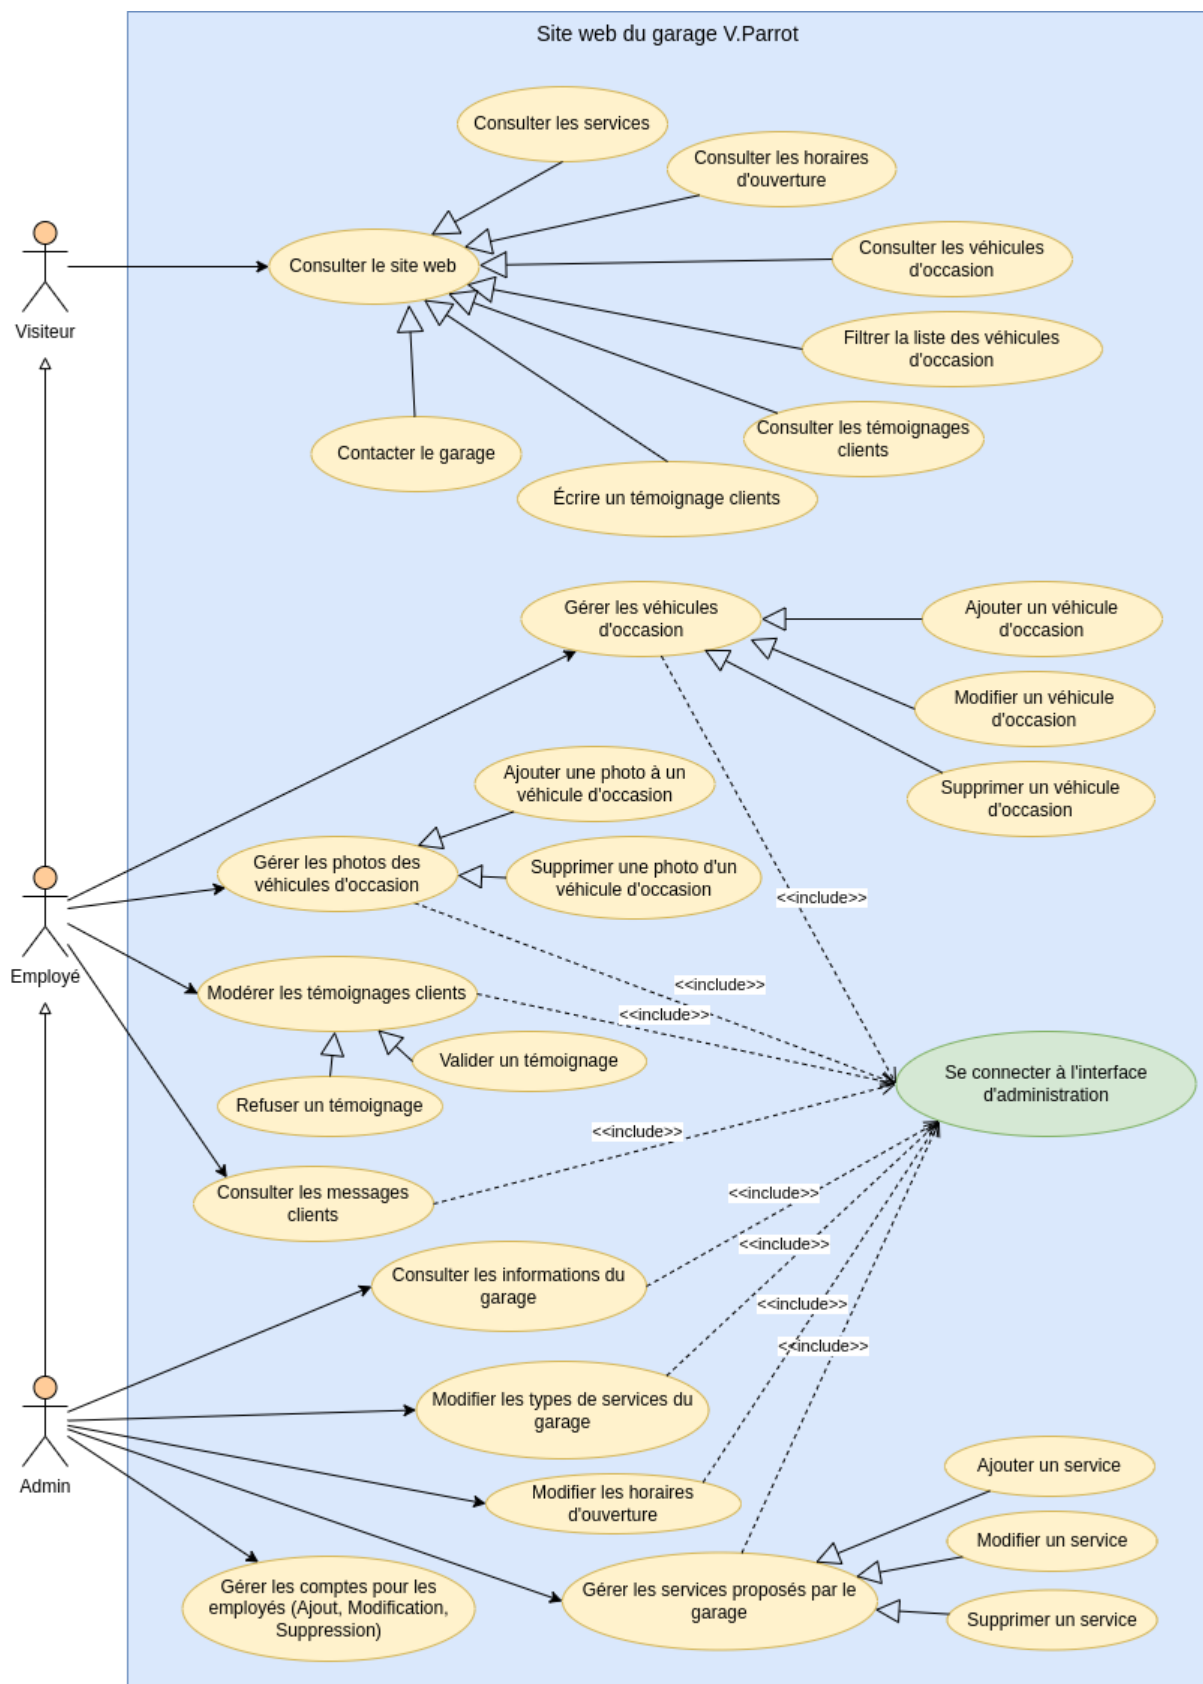 Site web du garage V.Parrot
Consulter les services
Consulter les horaires
d'ouverture
Consulter le site web
Consulter les véhicules
d'occasion
Visiteur
Filtrer la liste des véhicules
d'occasion
Consulter les témoignages
clients
Contacter le garage
Écrire un témoignage clients
Gérer les véhicules
d'occasion
Ajouter un véhicule
d'occasion
Modifier un véhicule
d'occasion
Supprimer un véhicule
d'occasion
Ajouter une photo à un
véhicule d'occasion
Gérer les photos des
véhicules d'occasion
Supprimer une photo d'un
véhicule d'occasion
<<include>>
Employé
Modérer les témoignages clients
<<include>>
<<include>>
Valider un témoignage
Refuser un témoignage
Se connecter à l'interface
d'administration
<<include>>
Consulter les messages
clients
<<include>>
<<include>>
Consulter les informations du
garage
<<include>>
<<include>>
Modifier les types de services du
garage
Admin
Modifier les horaires
d'ouverture
Ajouter un service
Modifier un service
Gérer les comptes pour les
employés (Ajout, Modification,
Suppression)
Gérer les services proposés par le
garage
Supprimer un service